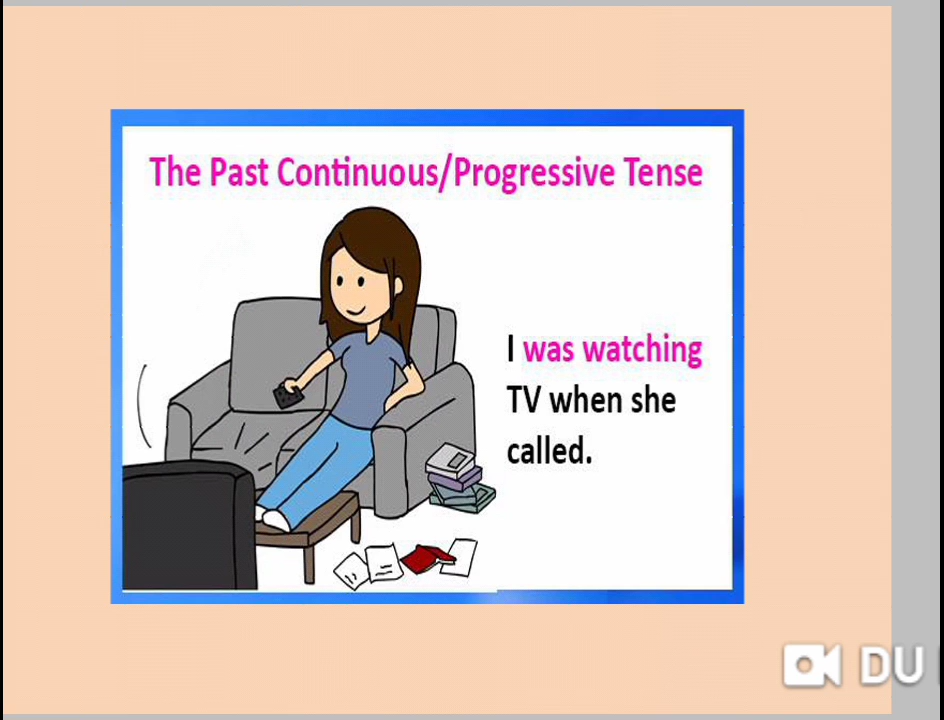 The Past Continuous/Progressive Tense
I was watching
TV when she
called.
DU